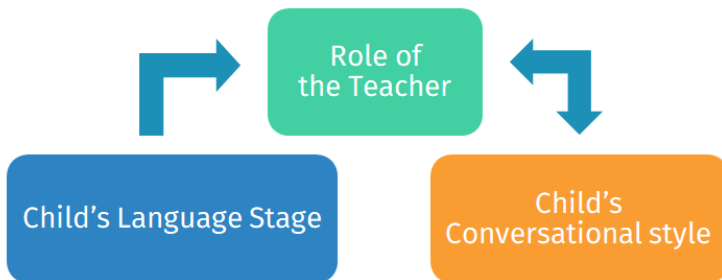 Role of
the Teacher
Child’s Language Stage
Child’s
Conversational style